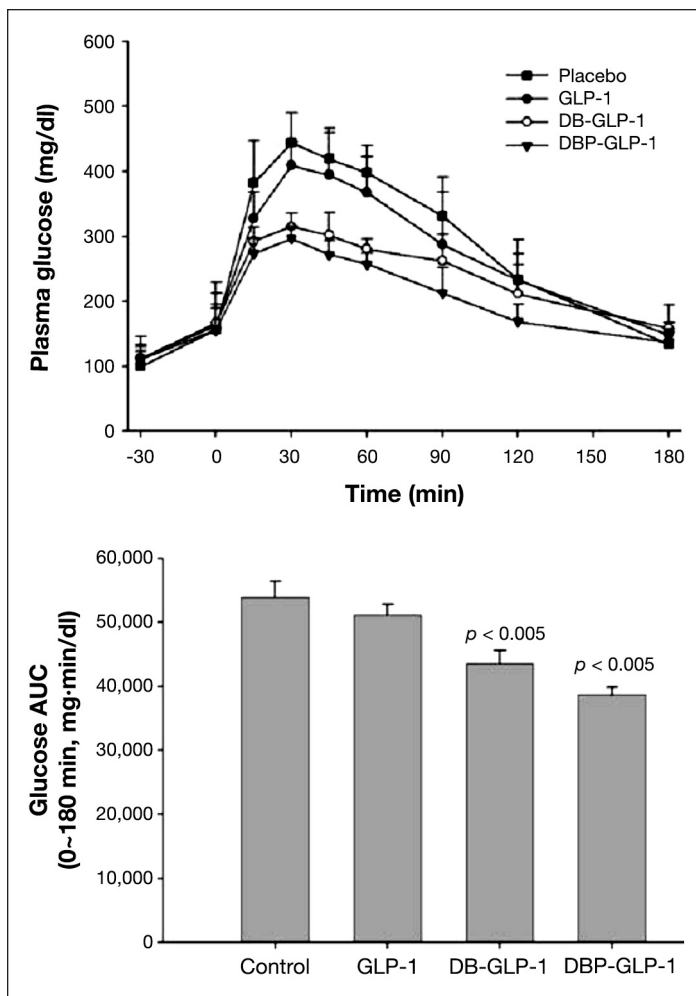 600
500
400
300
200
100
0
Plasma glucose (mg/dl)
Placebo
GLP-1
DB-GLP-1
DBP-GLP-1
-30 0 30 60 90 120 150 180
Time (min)
60,000
50,000
40,000
30,000
20,000
10,000
0
Glucose AUC
(0~180 min, mg·min/dl)
p < 0.005
p < 0.005
Control GLP-1 DB-GLP-1 DBP-GLP-1